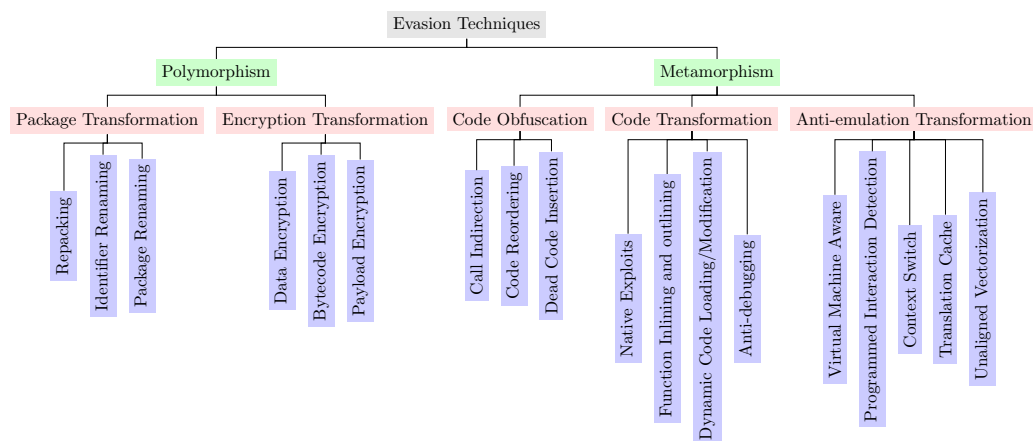 Evasion Techniques
Polymorphism
Metamorphism
Package Transformation
Encryption Transformation
Code Obfuscation
Code Transformation
Anti-emulation Transformation
Repacking
Identifier Renaming
Package Renaming
Data Encryption
Bytecode Encryption
Payload Encryption
Call Indirection
Code Reordering
Dead Code Insertion
Native Exploits
Function Inlining and outlining
Dynamic Code Loading/Modification
Anti-debugging
Virtual Machine Aware
Programmed Interaction Detection
Context Switch
Translation Cache
Unaligned Vectorization